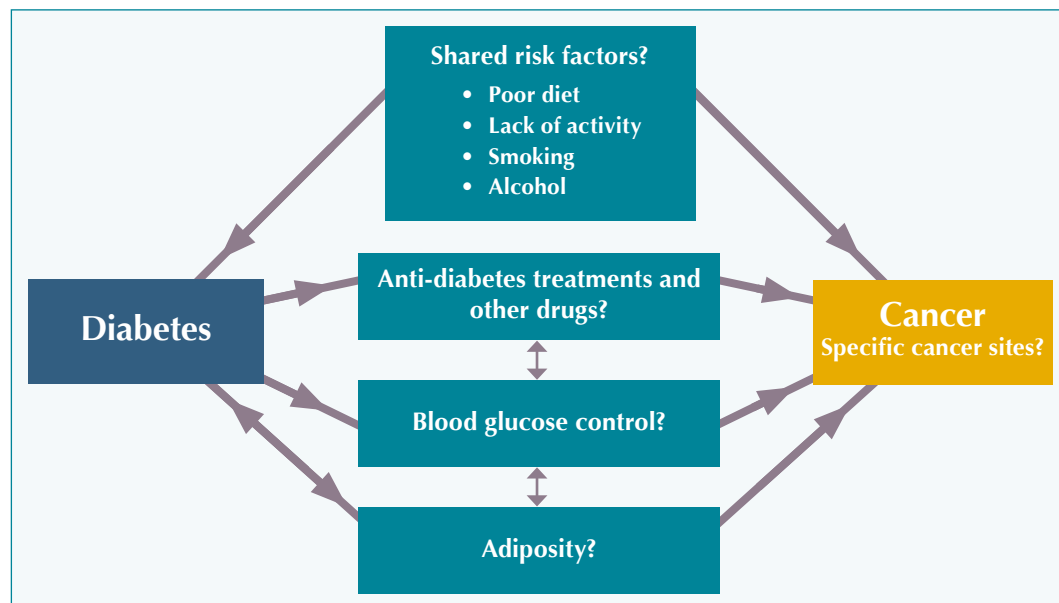 Shared risk factors?
• Poor diet
• Lack of activity
• Smoking
• Alcohol
Diabetes
Anti-diabetes treatments and
other drugs?
Cancer
Specific cancer sites?
Blood glucose control?
Adiposity?